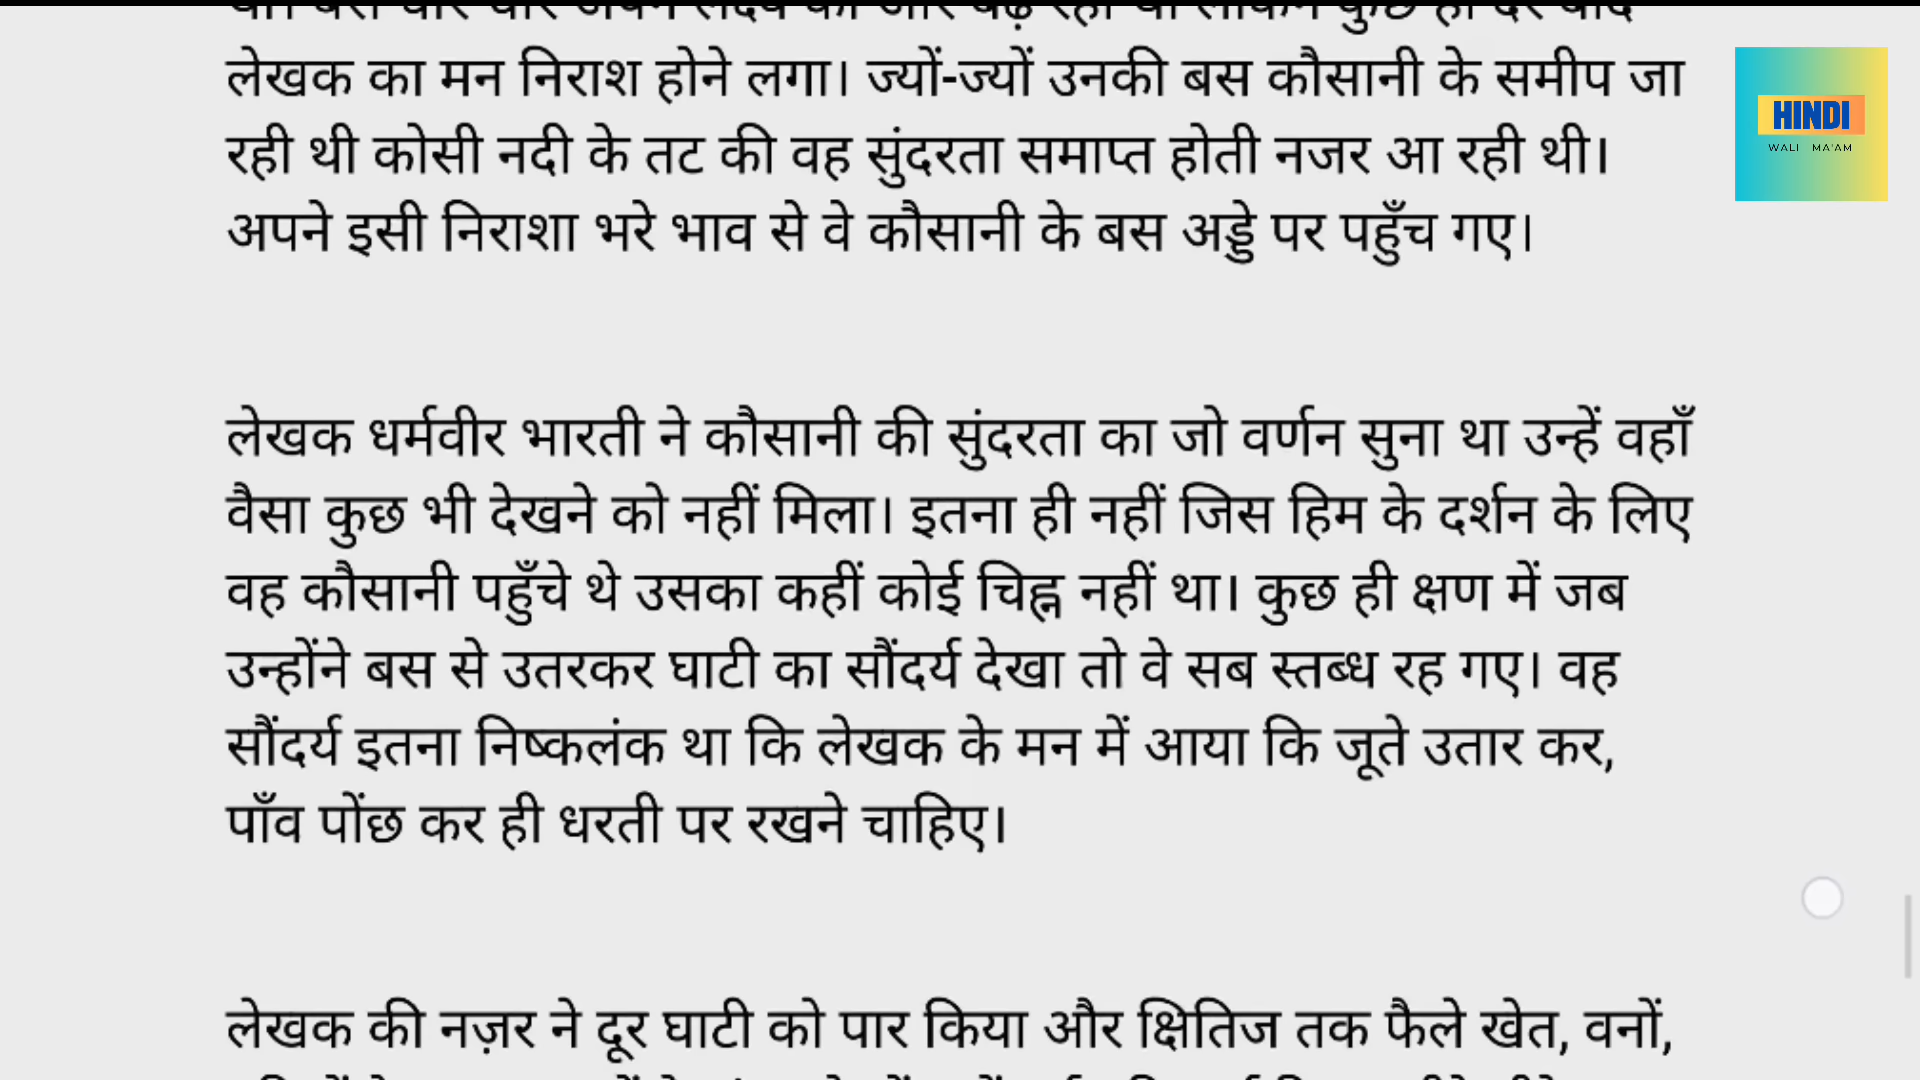 लेखक का मन निराश होने लगा। ज्यों-ज्यों उनकी बस कौसानी के समीप जा
रही थी कोसी नदी के तट की वह सुंदरता समाप्त होती नजर आ रही थी।
अपने इसी निराशा भरे भाव से वे कौसानी के बस अड्डे पर पहुँच गए।
HINDI
WALI MA'AM
लेखक धर्मवीर भारती ने कौसानी की सुंदरता का जो वर्णन सुना था उन्हें वहाँ
वैसा कुछ भी देखने को नहीं मिला। इतना ही नहीं जिस हिम के दर्शन के लिए
वह कौसानी पहुँचे थे उसका कहीं कोई चिह्न नहीं था। कुछ ही क्षण में जब
उन्होंने बस से उतरकर घाटी का सौंदर्य देखा तो वे सब स्तब्ध रह गए। वह
सौंदर्य इतना निष्कलंक था कि लेखक के मन में आया कि जूते उतार कर,
पाँव पोंछ कर ही धरती पर रखने चाहिए।
लेखक की नज़र ने दूर घाटी को पार किया और क्षितिज तक फैले खेत, वनों,